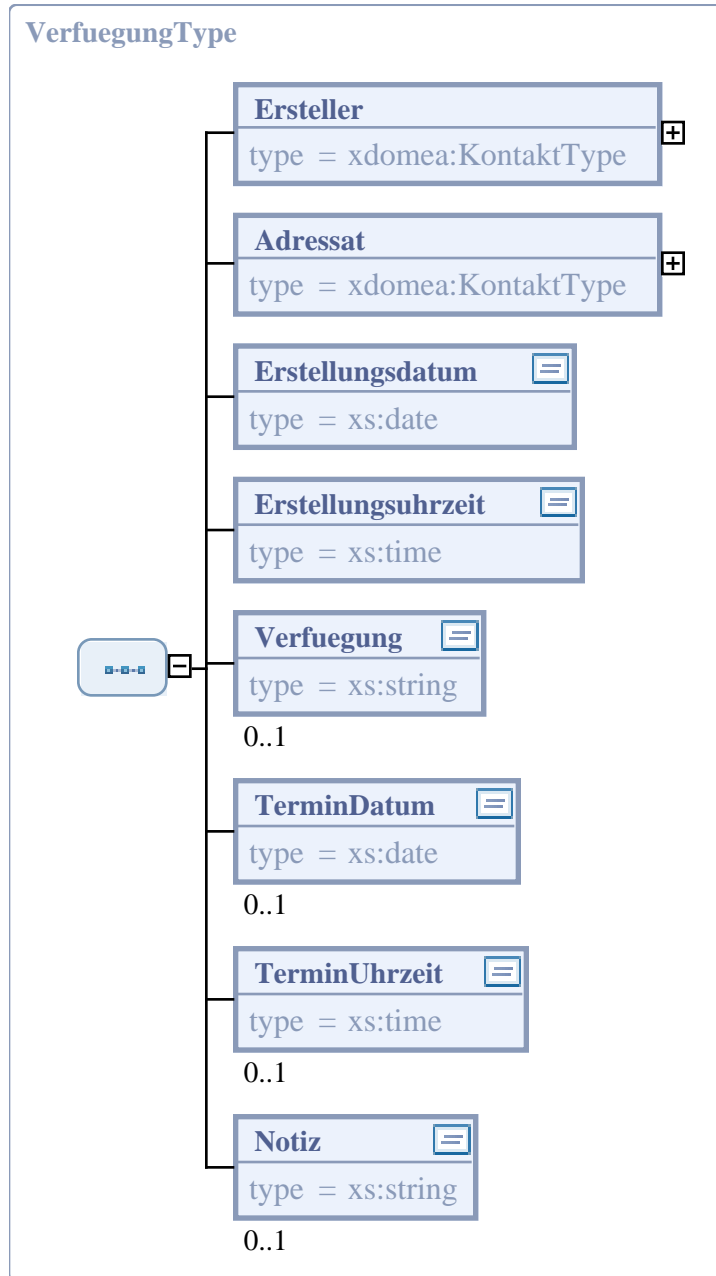 VerfuegungType
Ersteller
type = xdomea:KontaktType
Adressat
type = xdomea:KontaktType
Erstellungsdatum
type = xs:date
Erstellungsuhrzeit
type = xs:time
Verfuegung
type = xs:string
0..1
TerminDatum
type = xs:date
0..1
TerminUhrzeit
type = xs:time
0..1
Notiz
type = xs:string
0..1